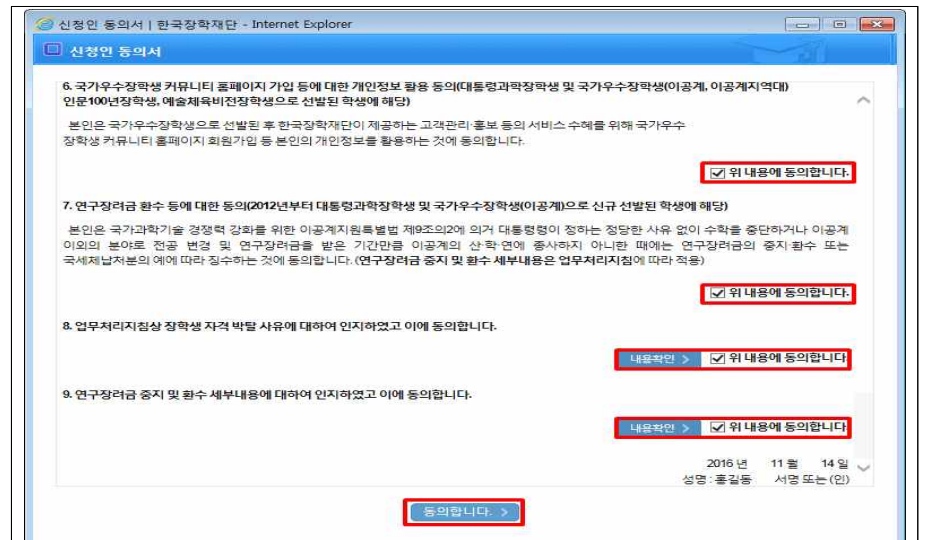 신청인 동의서 | 한국장학재단 - Internet Explorer
신청인 동의서
6. 국가우수장학생 커뮤니티 홈페이지 가입 등에 대한 개인정보 활용 동의(대통령과학장학생 및 국가우수장학생(이공계, 이공계지역대)
인문100년장학생, 예술체육비전장학생으로 선발된 학생에 해당)
본인은 국가우수장학생으로 선발된 후 한국장학재단이 제공하는 고객관리·홍보 등의 서비스 수혜를 위해 국가우수
장학생 커뮤니티 홈페이지 회원가입 등 본인의 개인정보를 활용하는 것에 동의합니다.
위 내용에 동의합니다.
7. 연구장려금 환수 등에 대한 동의(2012년부터 대통령과학장학생 및 국가우수장학생(이공계)으로 신규 선발된 학생에 해당)
본인은 국가과학기술 경쟁력 강화를 위한 이공계지원특별법 제9조의2에 의거 대통령령이 정하는 정당한 사유 없이 수학을 중단하거나 이공계
이외의 분야로 전공 변경 및 연구장려금을 받은 기간만큼 이공계의 산·학·연에 종사하지 아니한 때에는 연구장려금의 중지·환수 또는
국세체납처분의 예에 따라 징수하는 것에 동의합니다. (연구장려금 중지 및 환수 세부내용은 업무처리지침에 따라 적용)
위 내용에 동의합니다.
8. 업무처리지침상 장학생 자격 박탈 사유에 대하여 인지하였고 이에 동의합니다.
내용확인 > 위 내용에 동의합니다
9. 연구장려금 중지 및 환수 세부내용에 대하여 인지하였고 이에 동의합니다.
내용확인 > 위 내용에 동의합니다
2016 년 11 월 14 일
성명 : 홍길동 서명 또는 (인)
동의합니다. >